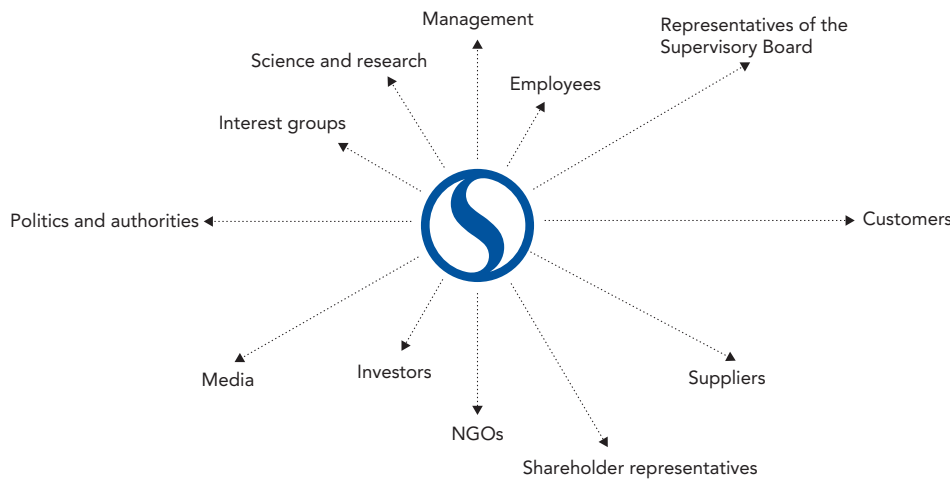 Management
Representatives of the
Supervisory Board
Science and research
Employees
Interest groups
Politics and authorities
Customers
Media
Investors
Suppliers
NGOs
Shareholder representatives